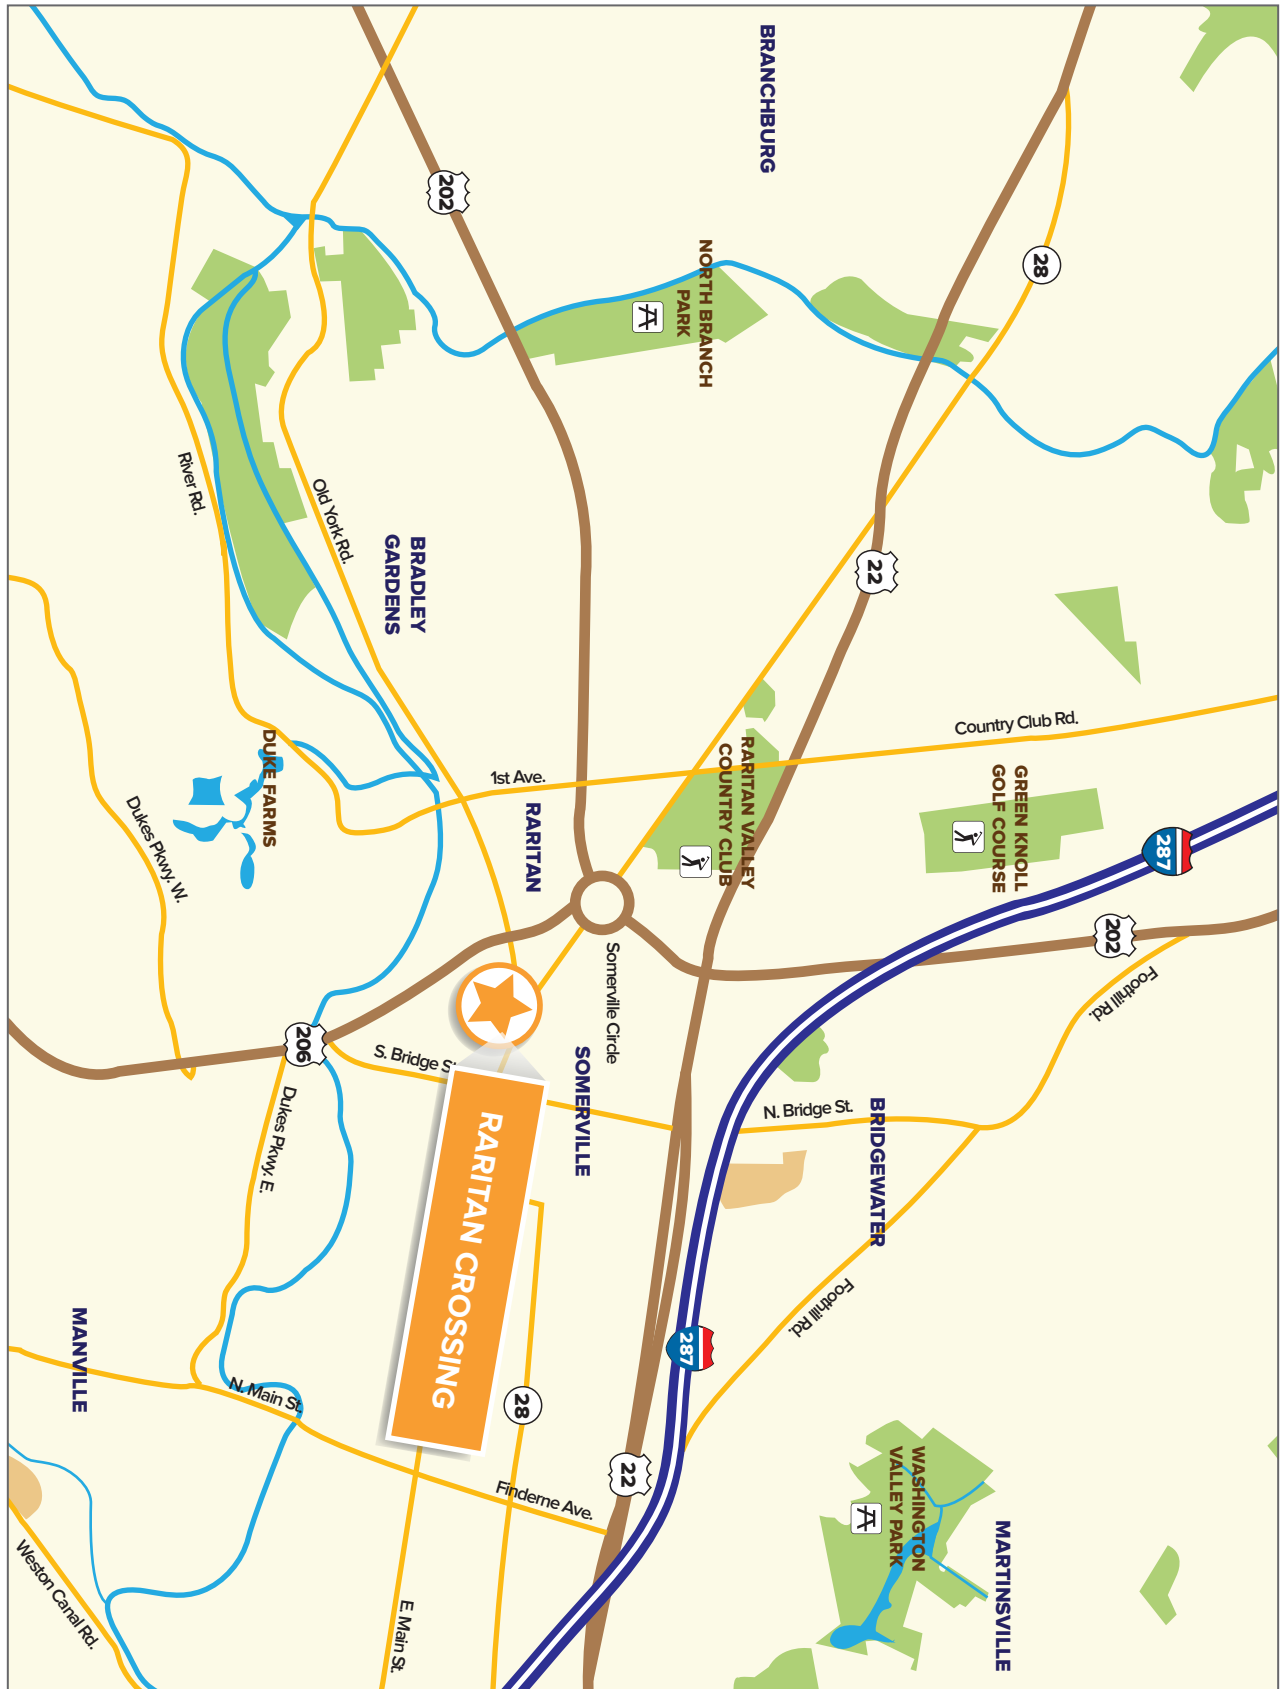 BRANCHBURG
28
202
NORTH BRANCH
PARK
22
River Rd.
Old York Rd.
BRADLEY
GARDENS
Country Club Rd.
GREEN KNOLL
GOLF COURSE
RARITAN VALLEY
COUNTRY CLUB
1st Ave.
RARITAN
DUKE FARMS
Dukes Pkwy. W.
287
202
Foothill Rd.
Somerville Circle
206
S. Bridge S
SOMERVILLE
N. Bridge St.
BRIDGEWATER
Dukes Pkwy. E.
RARITAN CROSSING
Foothill Rd.
287
MANVILLE
N. Main St.
28
22
Finderne Ave.
WASHINGTON
VALLEY PARK
MARTINSVILLE
Weston Canal Rd.
E Main St.